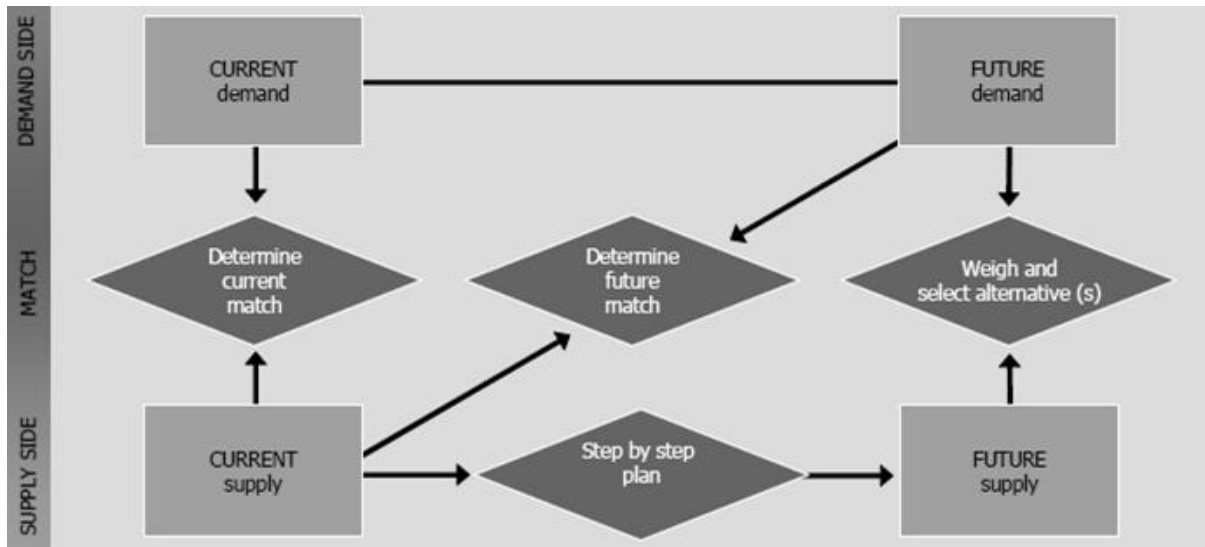 DEMAND SIDE
CURRENT
demand
FUTURE
demand
MATCH
Determine
current
match
Determine
future
match
Weigh and
select alternative (s)
SUPPLY SIDE
CURRENT
supply
Step by step
plan
FUTURE
supply